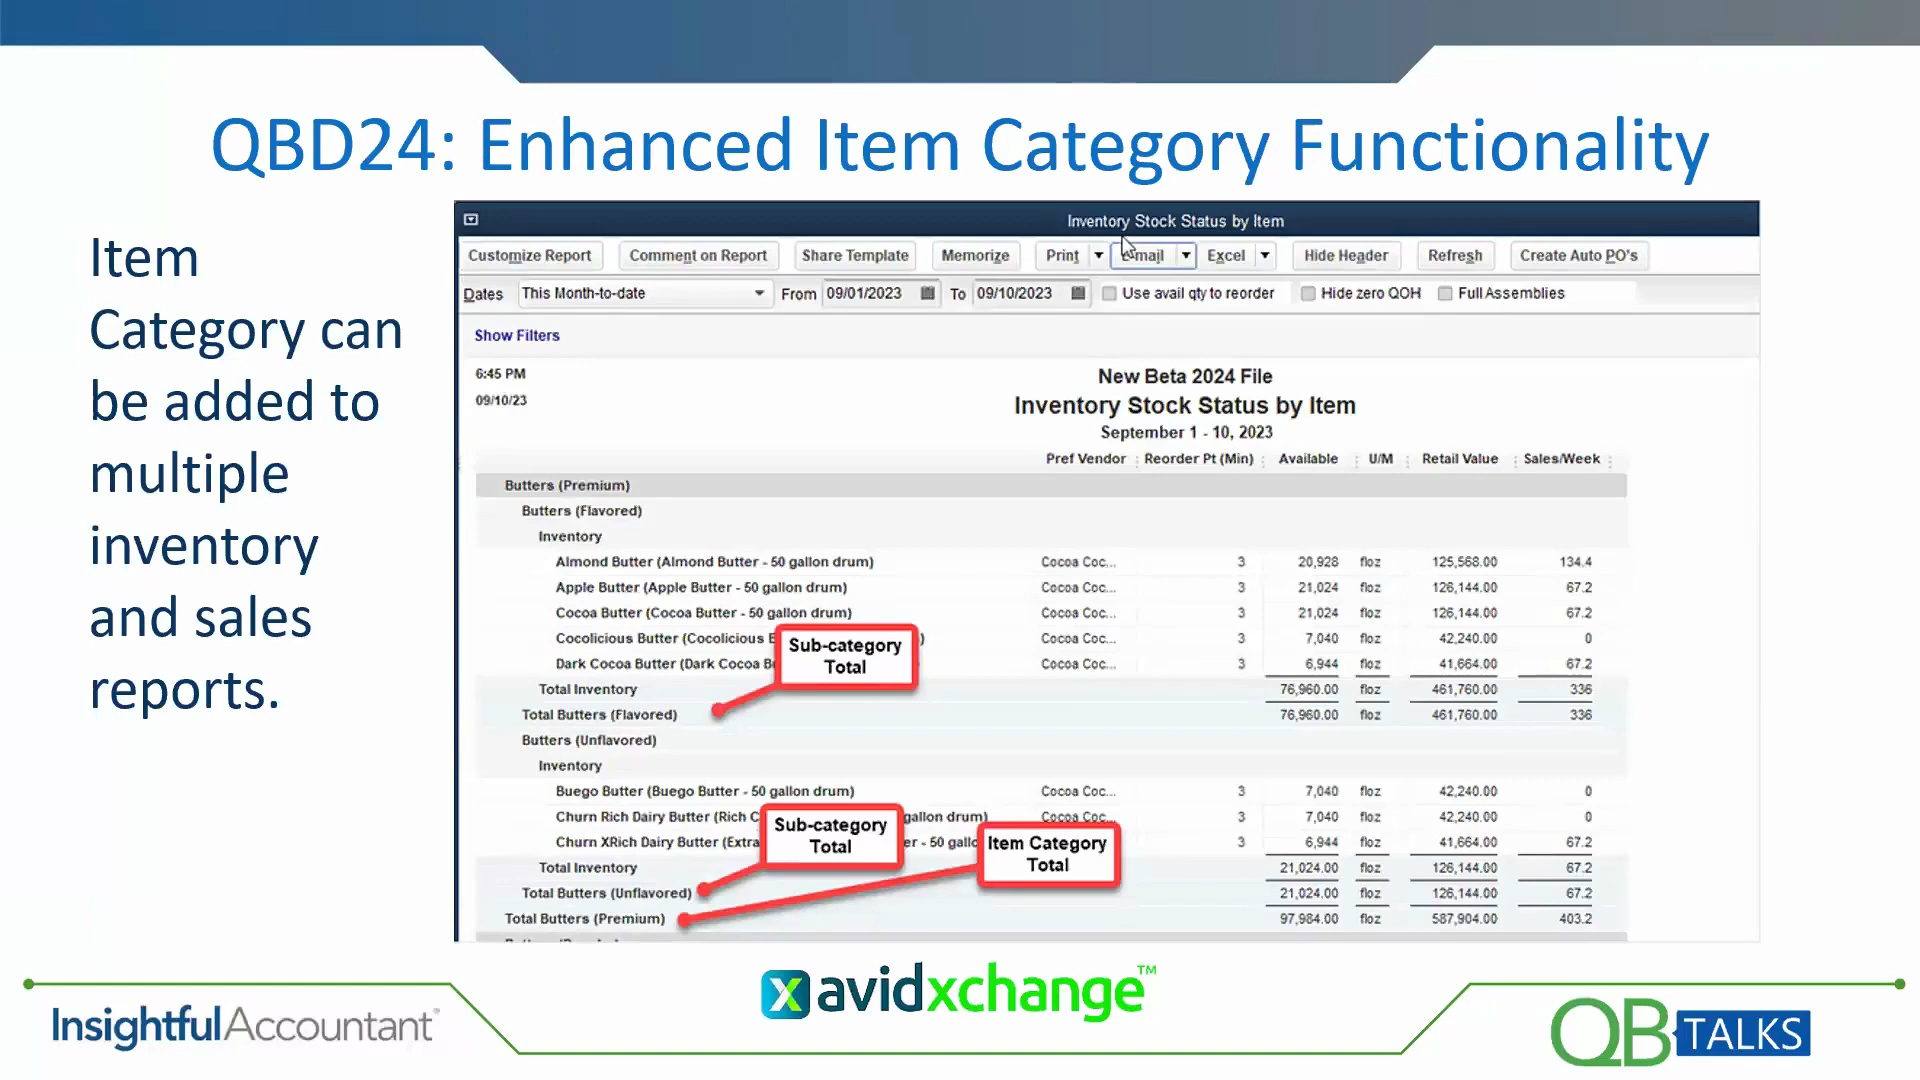 QBD24: Enhanced Item Category Functionality
Item
Category can
be added to
multiple
inventory
and sales
reports.
Inventory Stock Status by Item
Customize Report Comment on Report Share Template Memorize Print Email Excel Hide Header Refresh Create Auto PO's
Dates This Month-to-date From 09/01/2023 To 09/10/2023 Use avail qty to reorder Hide zero QOH Full Assemblies
Show Filters
6:45 PM
09/10/23
New Beta 2024 File
Inventory Stock Status by Item
September 1 - 10, 2023
Pref Vendor Reorder Pt (Min) Available U/M Retail Value Sales/Week
Butters (Premium)
Butters (Flavored)
Inventory
Almond Butter (Almond Butter - 50 gallon drum) Cocoa Coc... 3 20,928 floz 125,568.00 134.4
Apple Butter (Apple Butter - 50 gallon drum) Cocoa Coc... 3 21,024 floz 126,144.00 67.2
Cocoa Butter (Cocoa Butter - 50 gallon drum) Cocoa Coc... 3 21,024 floz 126,144.00 67.2
Cocolicious Butter (Cocolicious ) Cocoa Coc... 3 7,040 floz 42,240.00 0
Dark Cocoa Butter (Dark Cocoa Cocoa Coc... 3 6,944 floz 41,664.00 67.2
Sub-category
Total
Total Inventory 76,960.00 floz 461,760.00 336
Total Butters (Flavored) 76,960.00 floz 461,760.00 336
Butters (Unflavored)
Inventory
Buego Butter (Buego Butter - 50 gallon drum) Cocoa Coc... 3 7,040 floz 42,240.00 0
Churn Rich Dairy Butter (Rich gallon drum) Cocoa Coc... 3 7,040 floz 42,240.00 0
Churn XRich Dairy Butter (Extra er - 50 gallo 3 6,944 floz 41,664.00 67.2
Sub-category
Total
Item Category
Total
Total Inventory 21,024.00 floz 126,144.00 67.2
Total Butters (Unflavored) 21,024.00 floz 126,144.00 67.2
Total Butters (Premium) 97,984.00 floz 587,904.00 403.2
InsightfulAccountant
avidxchange™
QB TALKS